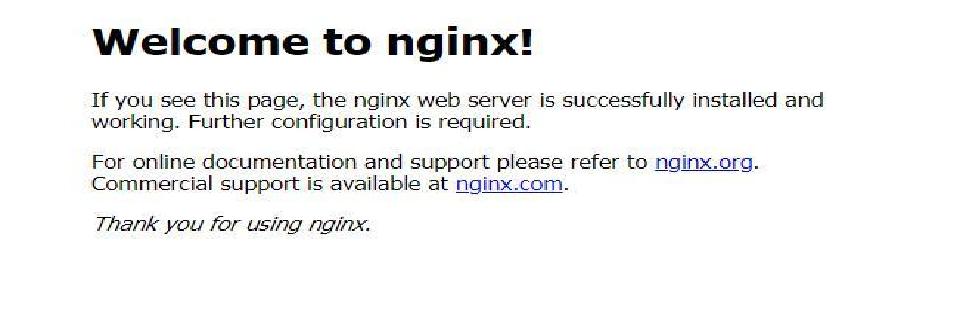 Welcome to nginx!
If you see this page, the nginx web server is successfully installed and
working. Further configuration is required.
For online documentation and support please refer to nginx.org.
Commercial support is available at nginx.com.
Thank you for using nginx.